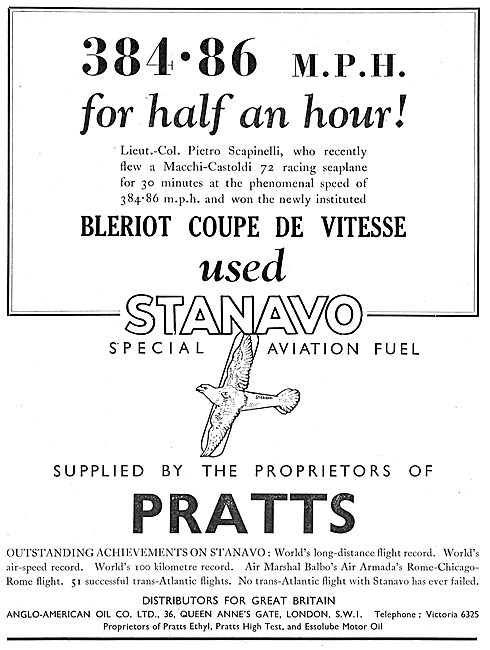 384·86 M.P.H.
for half an hour!
Lieut.-Col. Pietro Scapinelli, who recently
flew a Macchi-Castoldi 72 racing seaplane
for 30 minutes at the phenomenal speed of
384·86 m.p.h. and won the newly instituted
BLERIOT COUPE DE VITESSE
used
STANAVO
SPECIAL AVIATION FUEL
STANAVO
SUPPLIED BY THE PROPRIETORS OF
PRATTS
OUTSTANDING ACHIEVEMENTS ON STANAVO : World's long-distance flight record. World's
air-speed record. World's 100 kilometre record. Air Marshal Balbo's Air Armada's Rome-Chicago-
Rome flight. 51 successful trans-Atlantic flights. No trans-Atlantic flight with Stanavo has ever failed.
DISTRIBUTORS FOR GREAT BRITAIN
ANGLO-AMERICAN OIL CO. LTD., 36, QUEEN ANNE'S GATE, LONDON, S.W.I. Telephone : Victoria 6325
Proprietors of Pratts Ethyl, Pratts High Test, and Essolube Motor Oil